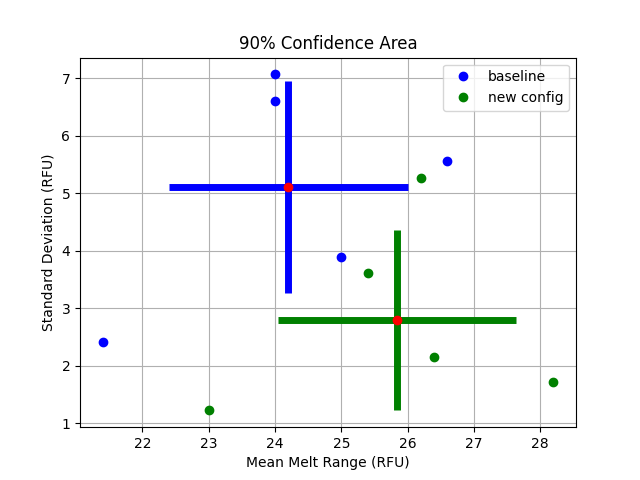 90% Confidence Area
baseline
new config
7
6
5
4
3
2
1
Standard Deviation (RFU)
22 23 24 25 26 27 28
Mean Melt Range (RFU)